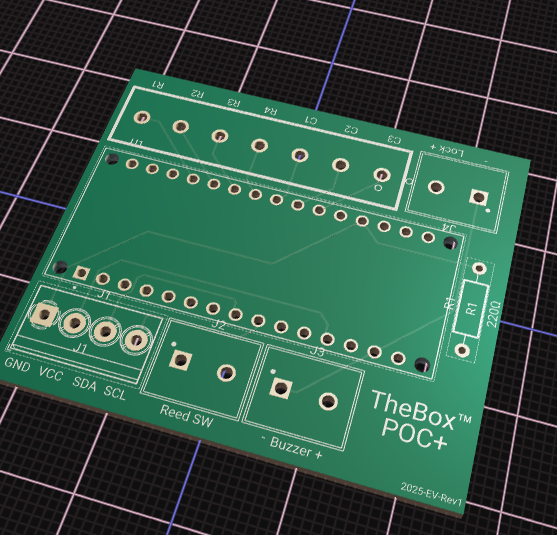 R1 R2 R3 R4 C1 C2 C3
Lock+ -
U1
J4
R1
R1
220Ω
J1
J1
J2
J3
GND VCC SDA SCL
Reed SW
- Buzzer +
TheBox™
POC+
2025-EV-Rev1